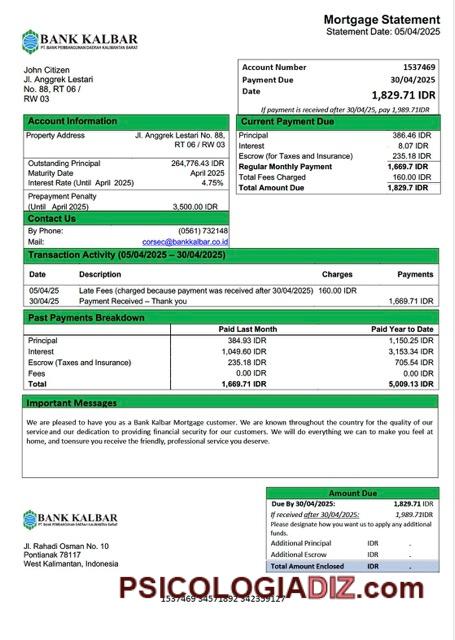 Mortgage Statement
Statement Date: 05/04/2025
BANK KALBAR
PT. BANK PEMBANGUNAN DAERAH KALIMANTAN BARAT
John Citizen
Jl. Anggrek Lestari
No. 88, RT 06 /
RW 03
Account Number 1537469
Payment Due 30/04/2025
Date 1,829.71 IDR
If payment is received after 30/04/25, pay 1,989.71IDR
Account Information
Property Address Jl. Anggrek Lestari No. 88,
RT 06 / RW 03
Outstanding Principal 264,776.43 IDR
Maturity Date April 2025
Interest Rate (Until April 2025) 4.75%
Prepayment Penalty
(Until April 2025) 3,500.00 IDR
Current Payment Due
Principal 386.46 IDR
Interest 8.07 IDR
Escrow (for Taxes and Insurance) 235.18 IDR
Regular Monthly Payment 1,669.7 IDR
Total Fees Charged 160.00 IDR
Total Amount Due 1,829.7 IDR
Contact Us
By Phone: (0561) 732148
Mail: corsec@bankkalbar.co.id
Transaction Activity (05/04/2025 – 30/04/2025)
Date Description Charges Payments
05/04/25 Late Fees (charged because payment was received after 30/04/2025) 160.00 IDR
30/04/25 Payment Received – Thank you 1,669.71 IDR
Past Payments Breakdown
Paid Last Month Paid Year to Date
Principal 384.93 IDR 1,150.25 IDR
Interest 1,049.60 IDR 3,153.34 IDR
Escrow (Taxes and Insurance) 235.18 IDR 705.54 IDR
Fees 0.00 IDR 0.00 IDR
Total 1,669.71 IDR 5,009.13 IDR
Important Messages
We are pleased to have you as a Bank Kalbar Mortgage customer. We are known throughout the country for the quality of our
service and our dedication to providing financial security for our customers. We will do everything we can to make you feel at
home, and toensure you receive the friendly, professional service you deserve.
BANK KALBAR
PT. BANK PEMBANGUNAN DAERAH KALIMANTAN BARAT
Jl. Rahadi Osman No. 10
Pontianak 78117
West Kalimantan, Indonesia
Amount Due
Due By 30/04/2025: 1,829.71 IDR
If received after 30/04/2025: 1,989.71IDR
Please designate how you want us to apply any additional
funds.
Additional Principal IDR -
Additional Escrow IDR -
Total Amount Enclosed IDR -
PSICOLOGIADIZ.com
1537469 34571892 342359127